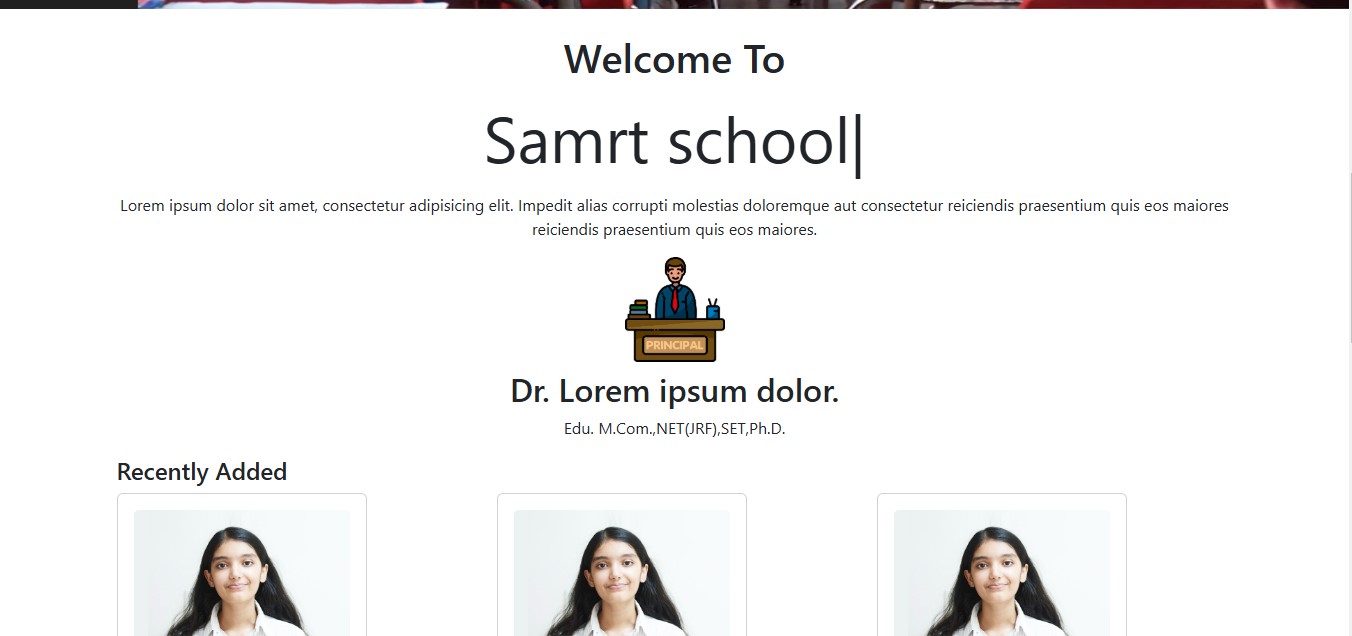 Welcome To
Samrt school|
Lorem ipsum dolor sit amet, consectetur adipisicing elit. Impedit alias corrupti molestias doloremque aut consectetur reiciendis praesentium quis eos maiores
reiciendis praesentium quis eos maiores.
PRINCIPAL
Dr. Lorem ipsum dolor.
Edu. M.Com.,NET(JRF),SET,Ph.D.
Recently Added